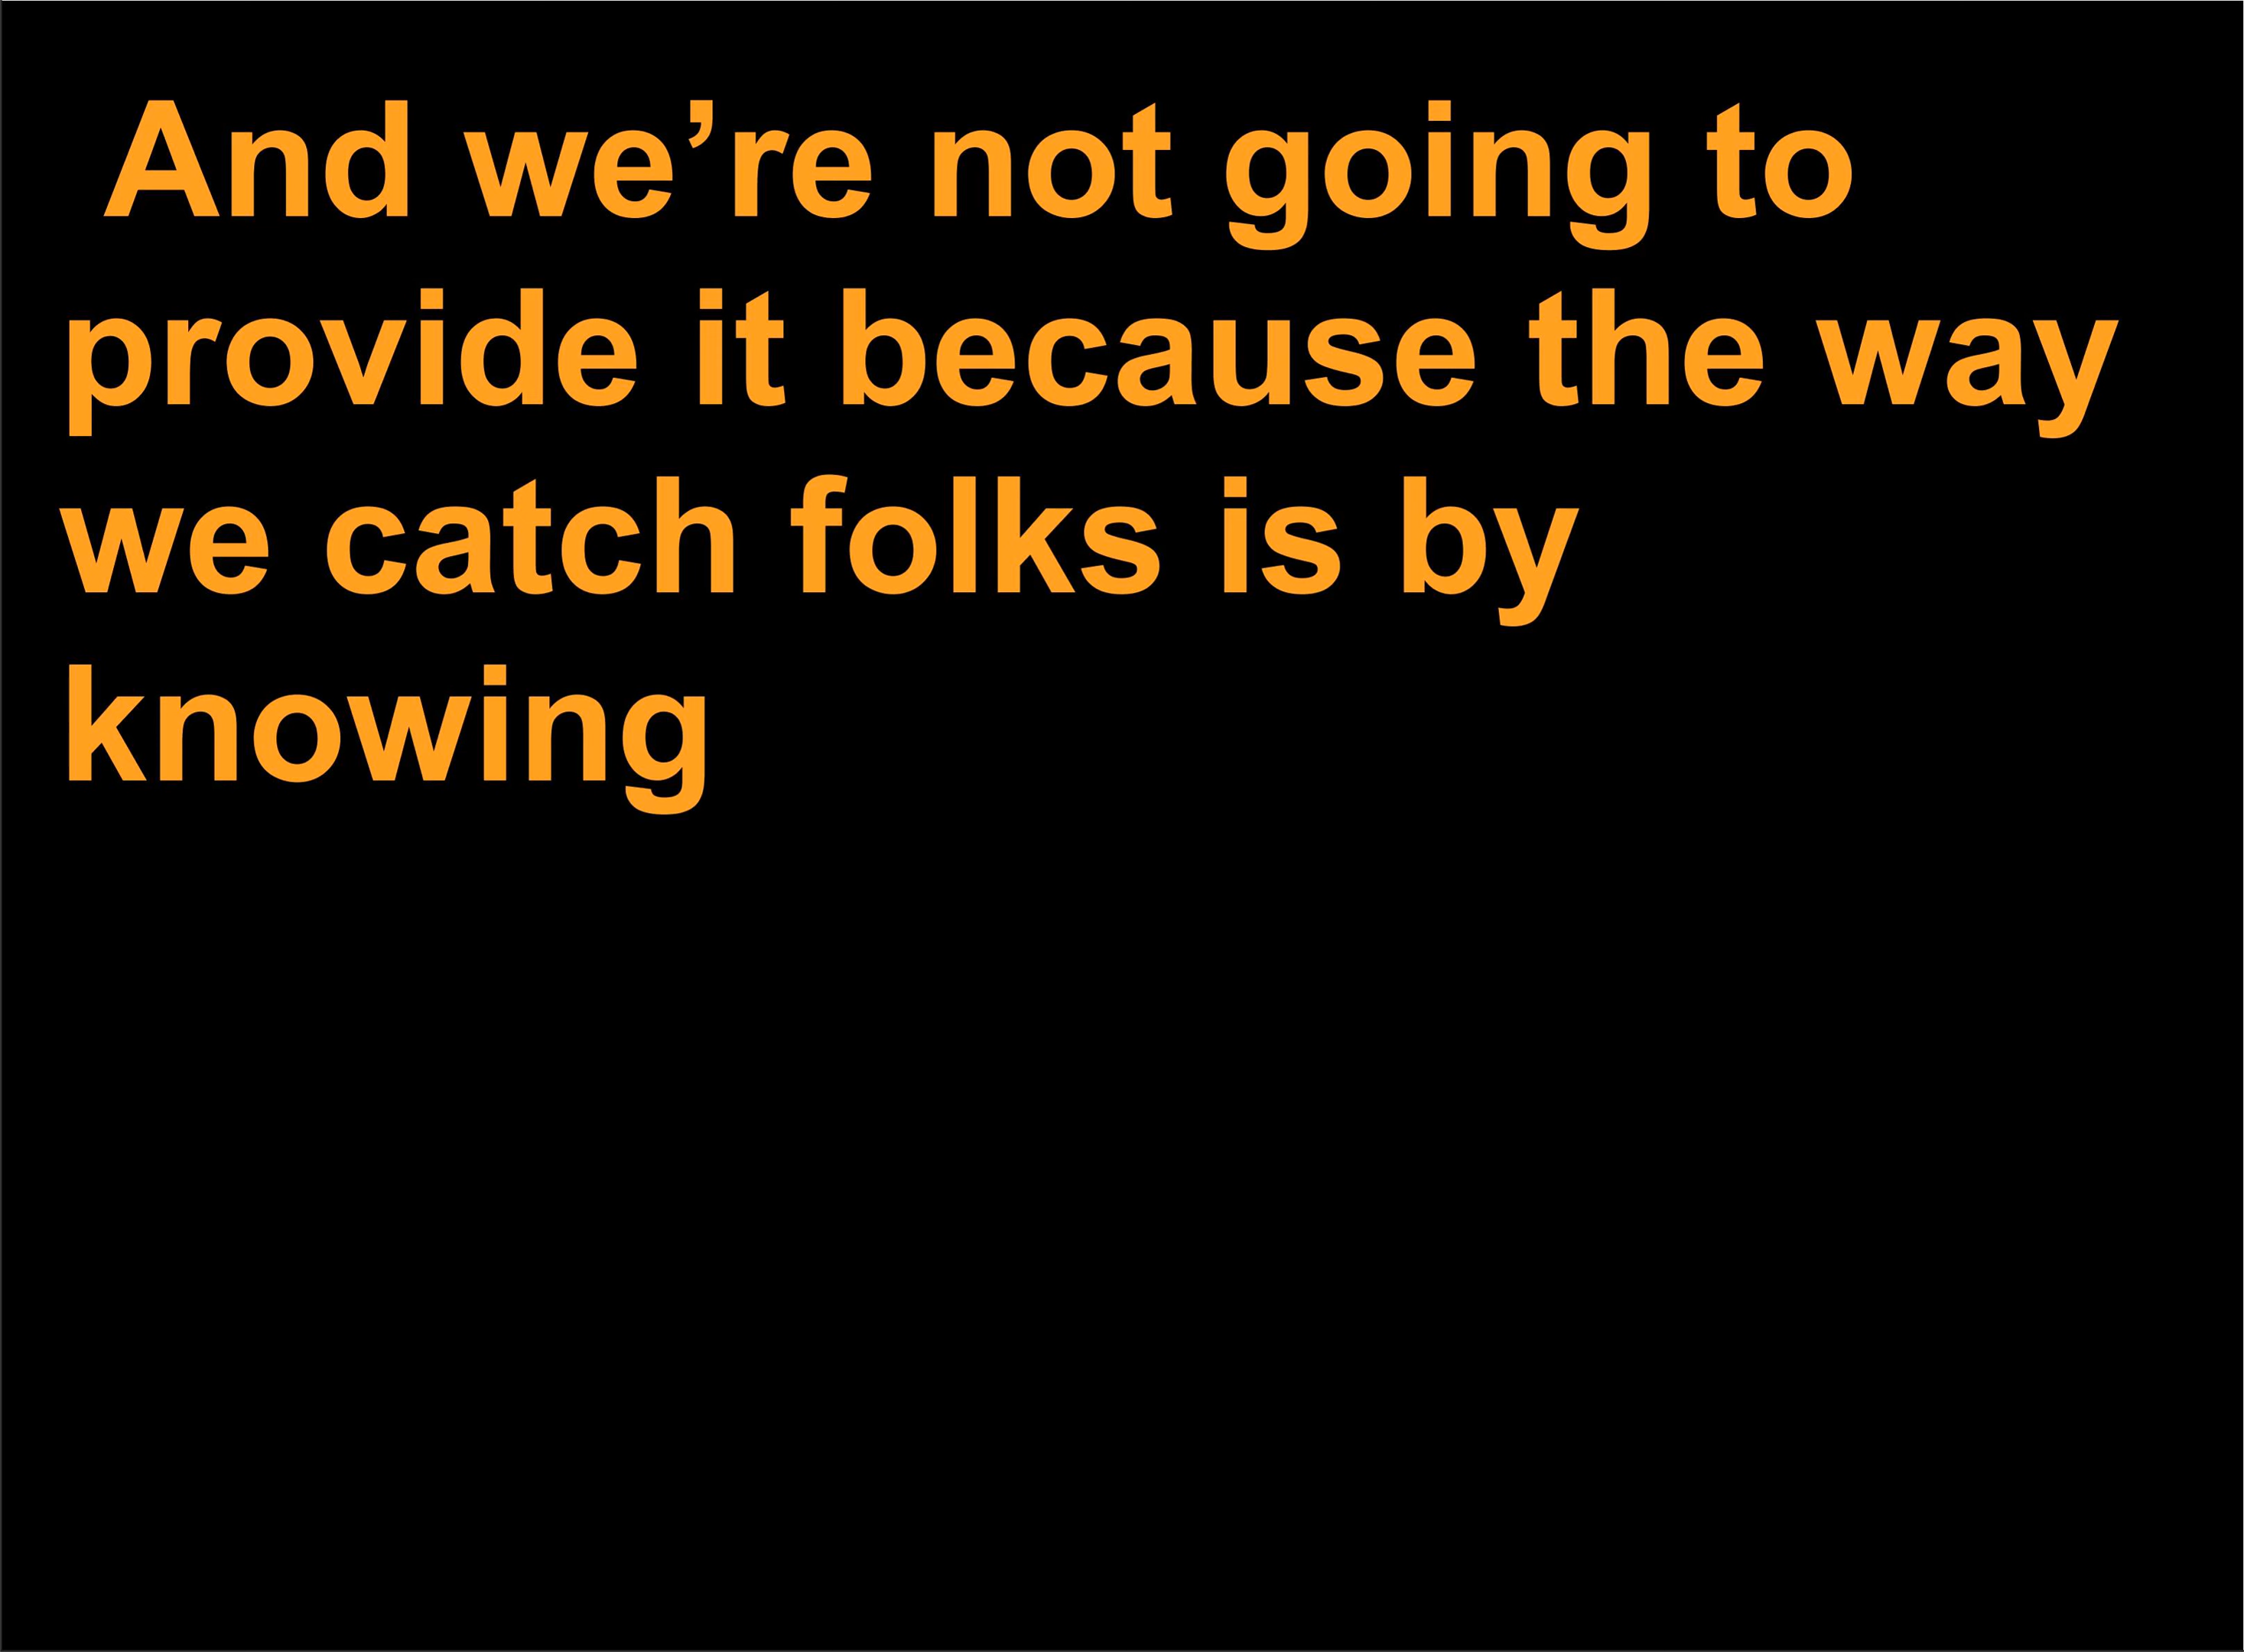 And we’re not going to
provide it because the way
we catch folks is by
knowing